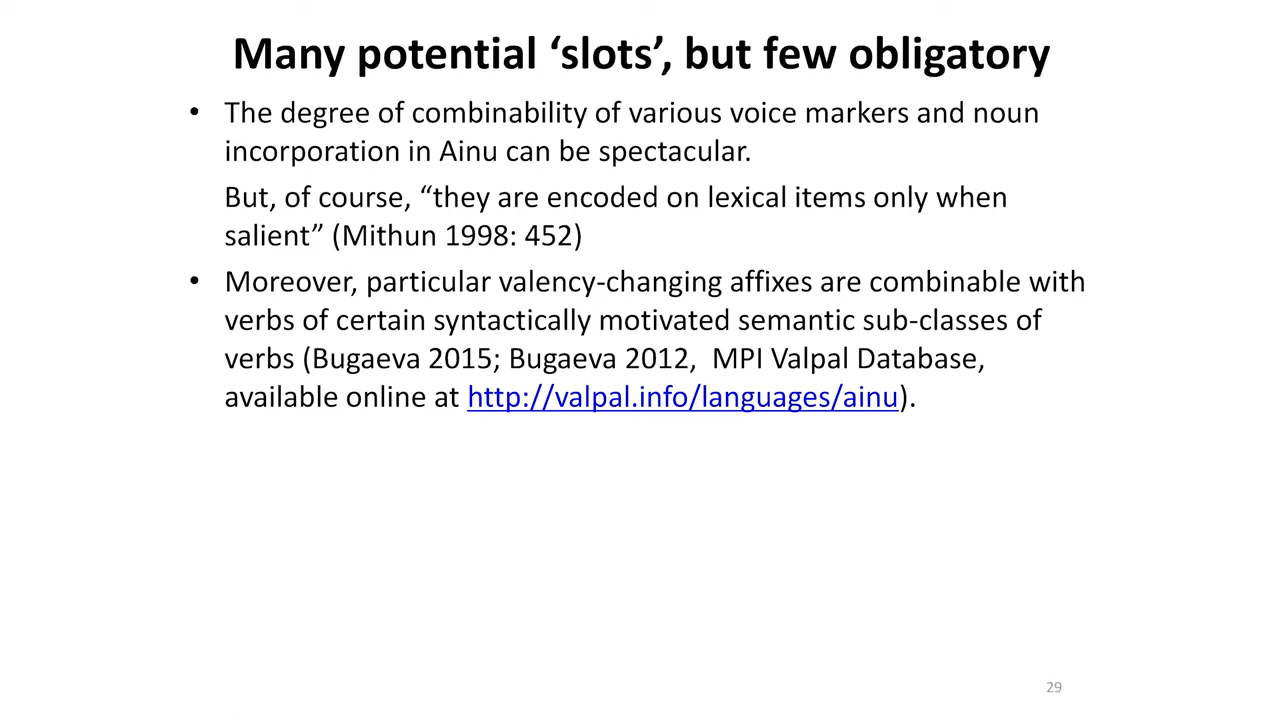 Many potential ‘slots’, but few obligatory
• The degree of combinability of various voice markers and noun
incorporation in Ainu can be spectacular.
But, of course, “they are encoded on lexical items only when
salient” (Mithun 1998: 452)
• Moreover, particular valency-changing affixes are combinable with
verbs of certain syntactically motivated semantic sub-classes of
verbs (Bugaeva 2015; Bugaeva 2012,  MPI Valpal Database,
available online at http://valpal.info/languages/ainu).
29